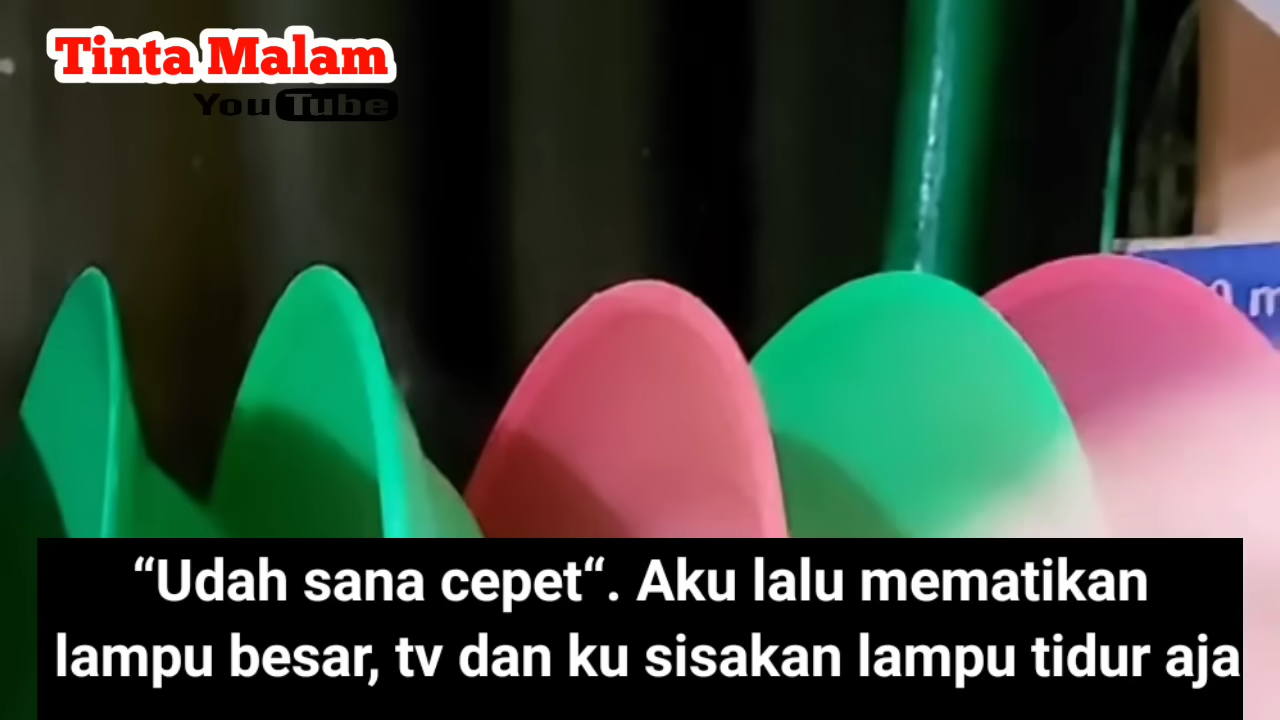 Tinta Malam
YouTube
“Udah sana cepet“. Aku lalu mematikan
lampu besar, tv dan ku sisakan lampu tidur aja